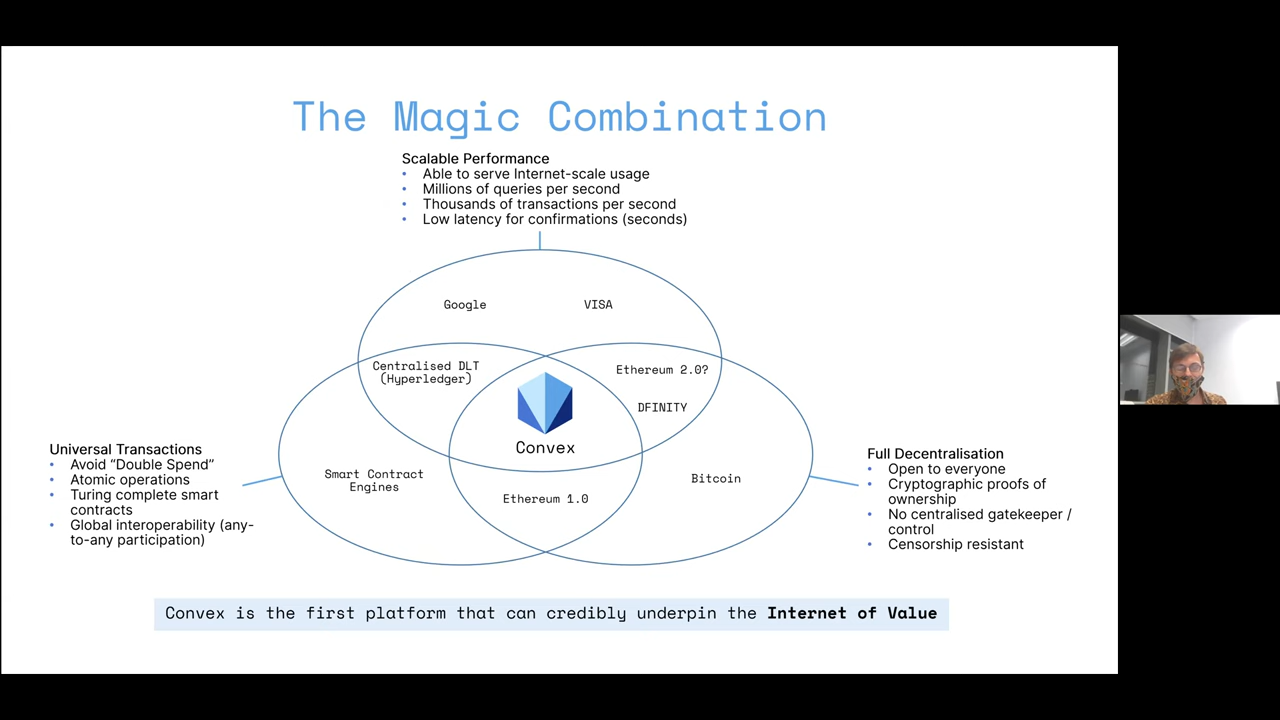 The Magic Combination
Scalable Performance
• Able to serve Internet-scale usage
• Millions of queries per second
• Thousands of transactions per second
• Low latency for confirmations (seconds)
Google
VISA
Centralised DLT
(Hyperledger)
Ethereum 2.0?
DFINITY
Convex
Universal Transactions
• Avoid “Double Spend”
• Atomic operations
• Turing complete smart
contracts
• Global interoperability (any-
to-any participation)
Smart Contract
Engines
Ethereum 1.0
Bitcoin
Full Decentralisation
• Open to everyone
• Cryptographic proofs of
ownership
• No centralised gatekeeper /
control
• Censorship resistant
Convex is the first platform that can credibly underpin the Internet of Value